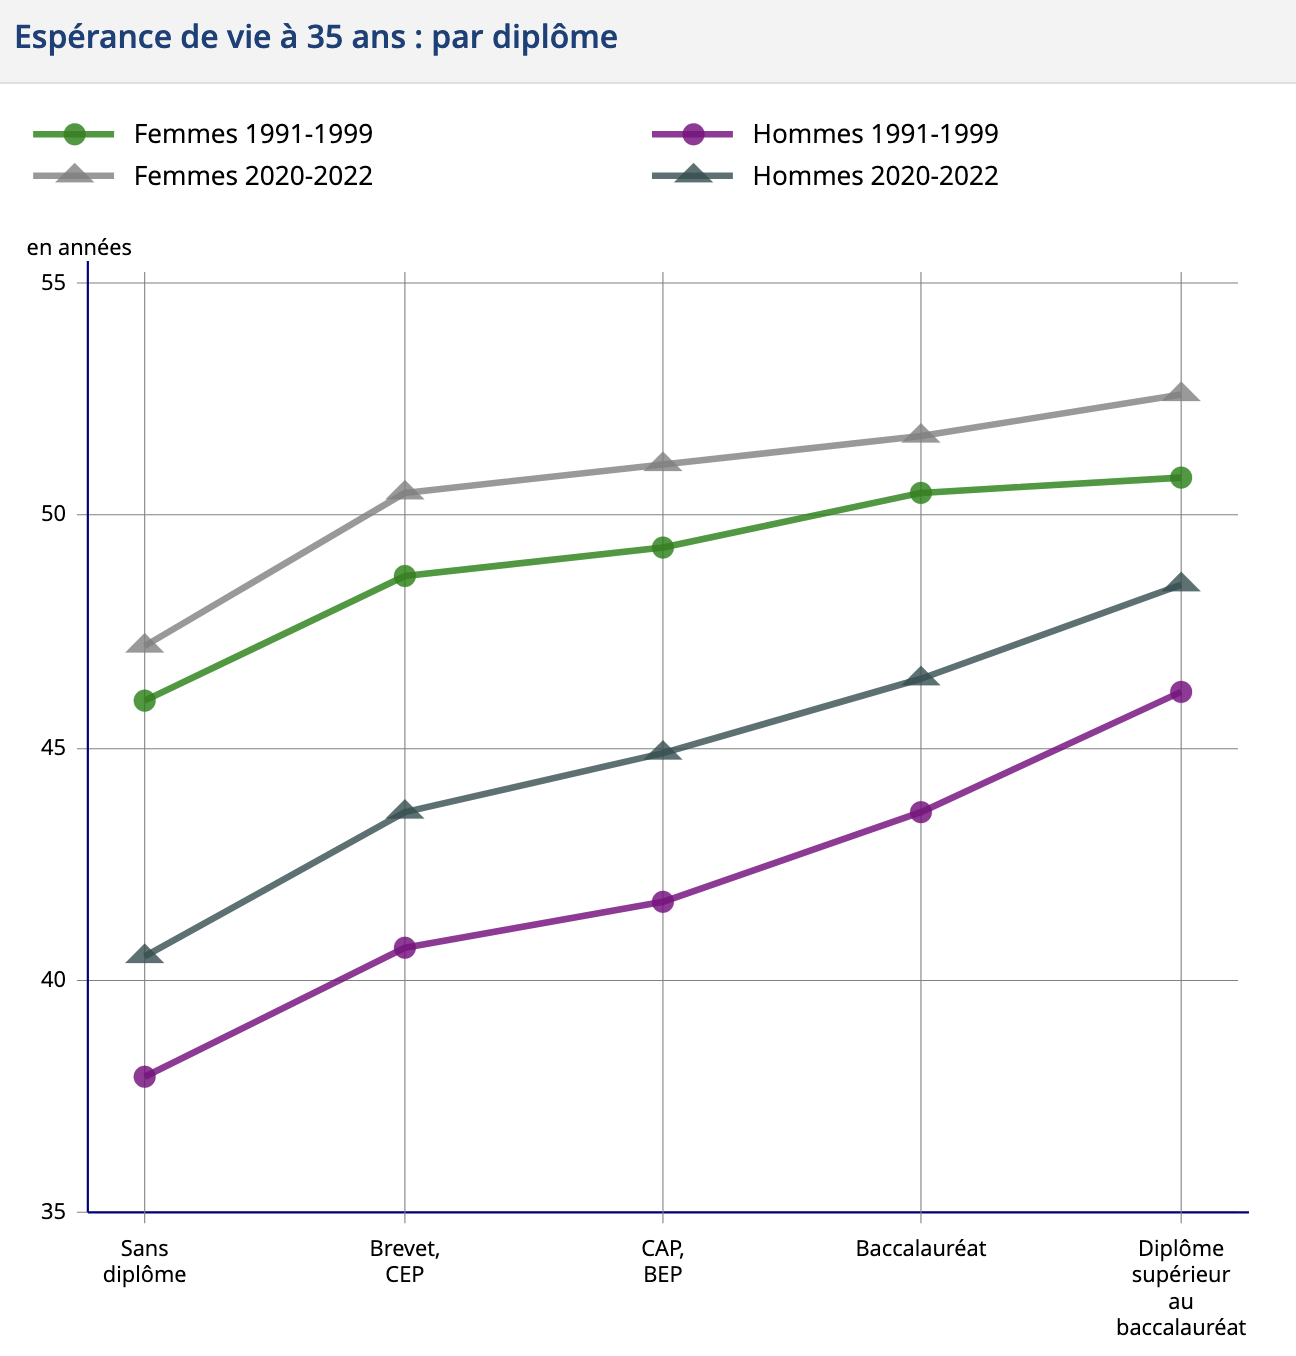 Espérance de vie à 35 ans : par diplôme
Femmes 1991-1999
Hommes 1991-1999
Femmes 2020-2022
Hommes 2020-2022
en années
55
50
45
40
35
Sans
diplôme
Brevet,
CEP
CAP,
BEP
Baccalauréat
Diplôme
supérieur
au
baccalauréat